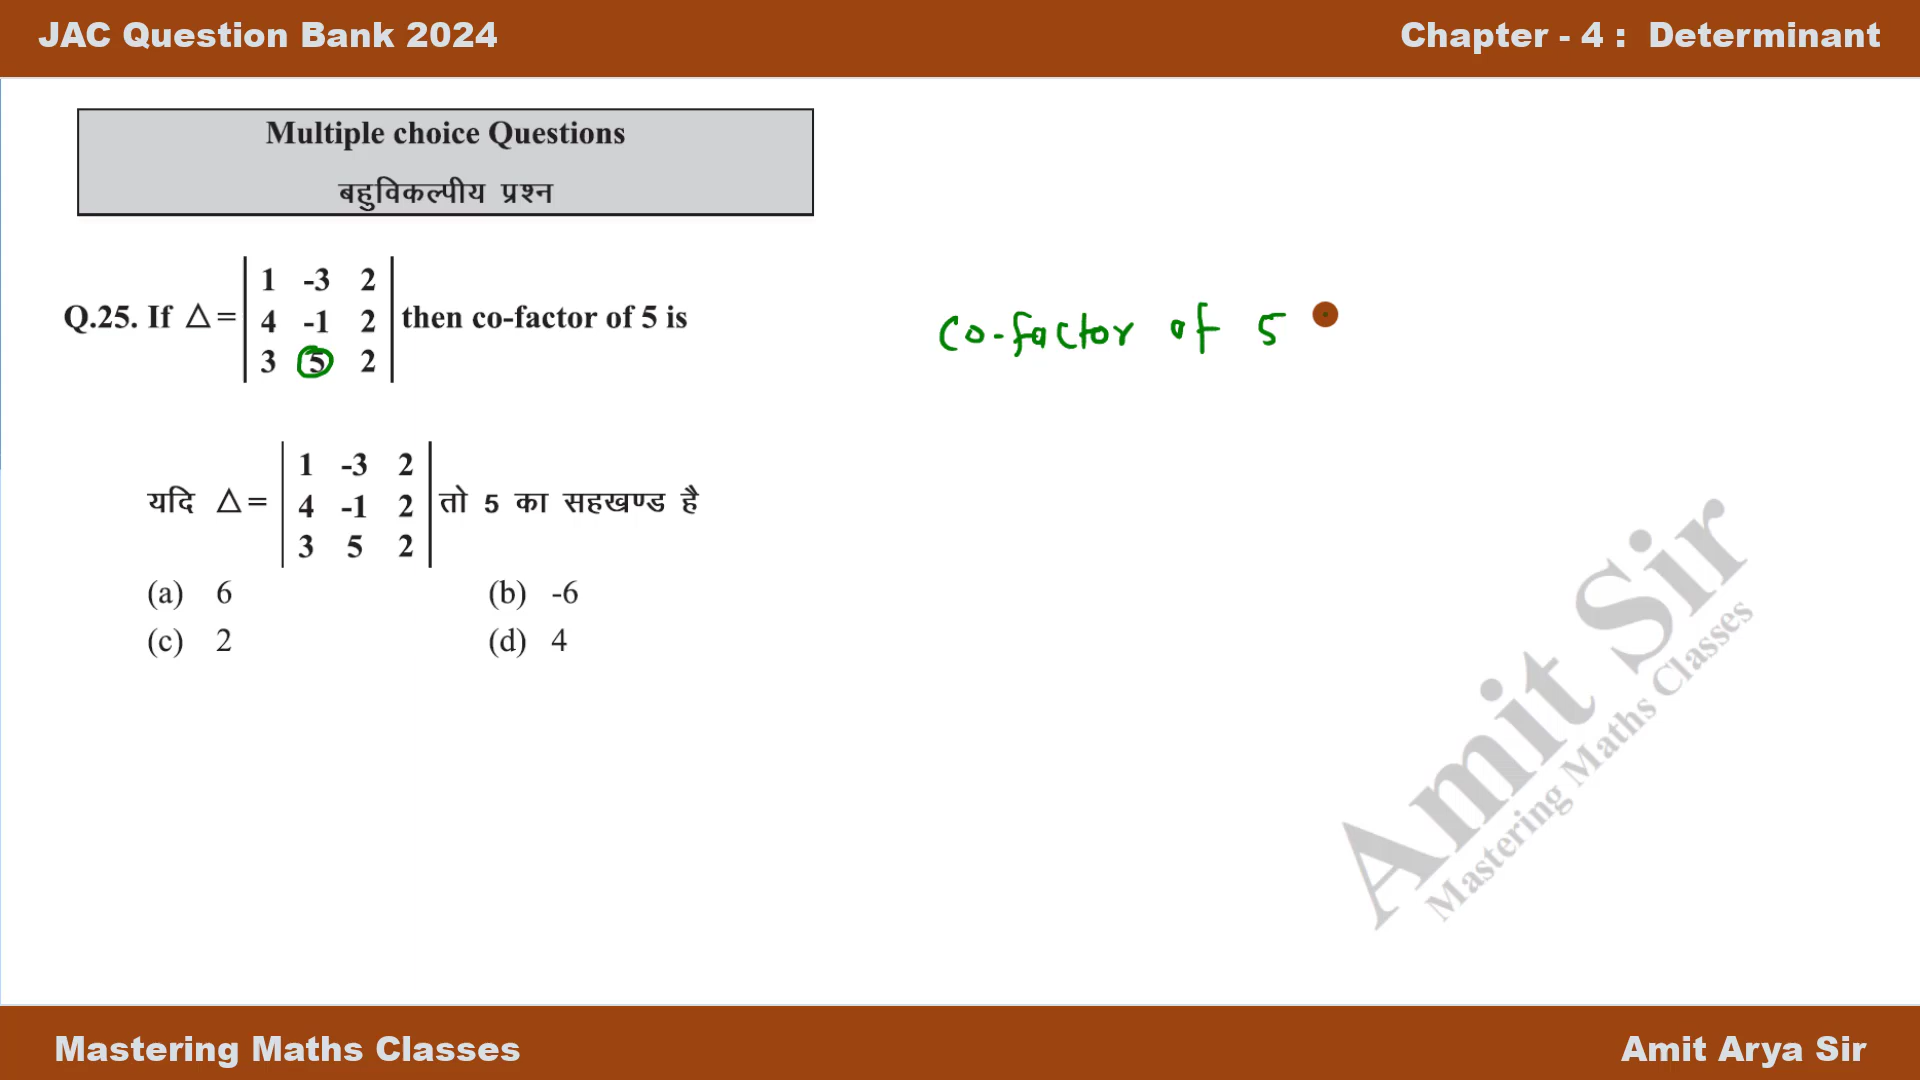 JAC Question Bank 2024
Chapter - 4 : Determinant
Multiple choice Questions
बहुविकल्पीय प्रश्न
1 -3 2
Q.25. If △= 4 -1 2 then co-factor of 5 is
3 5 2
co-factor of 5
1 -3 2
यदि △= 4 -1 2 तो 5 का सहखण्ड है
3 5 2
(a) 6 (b) -6
(c) 2 (d) 4
Amit Sir
Mastering Maths Classes
Mastering Maths Classes
Amit Arya Sir